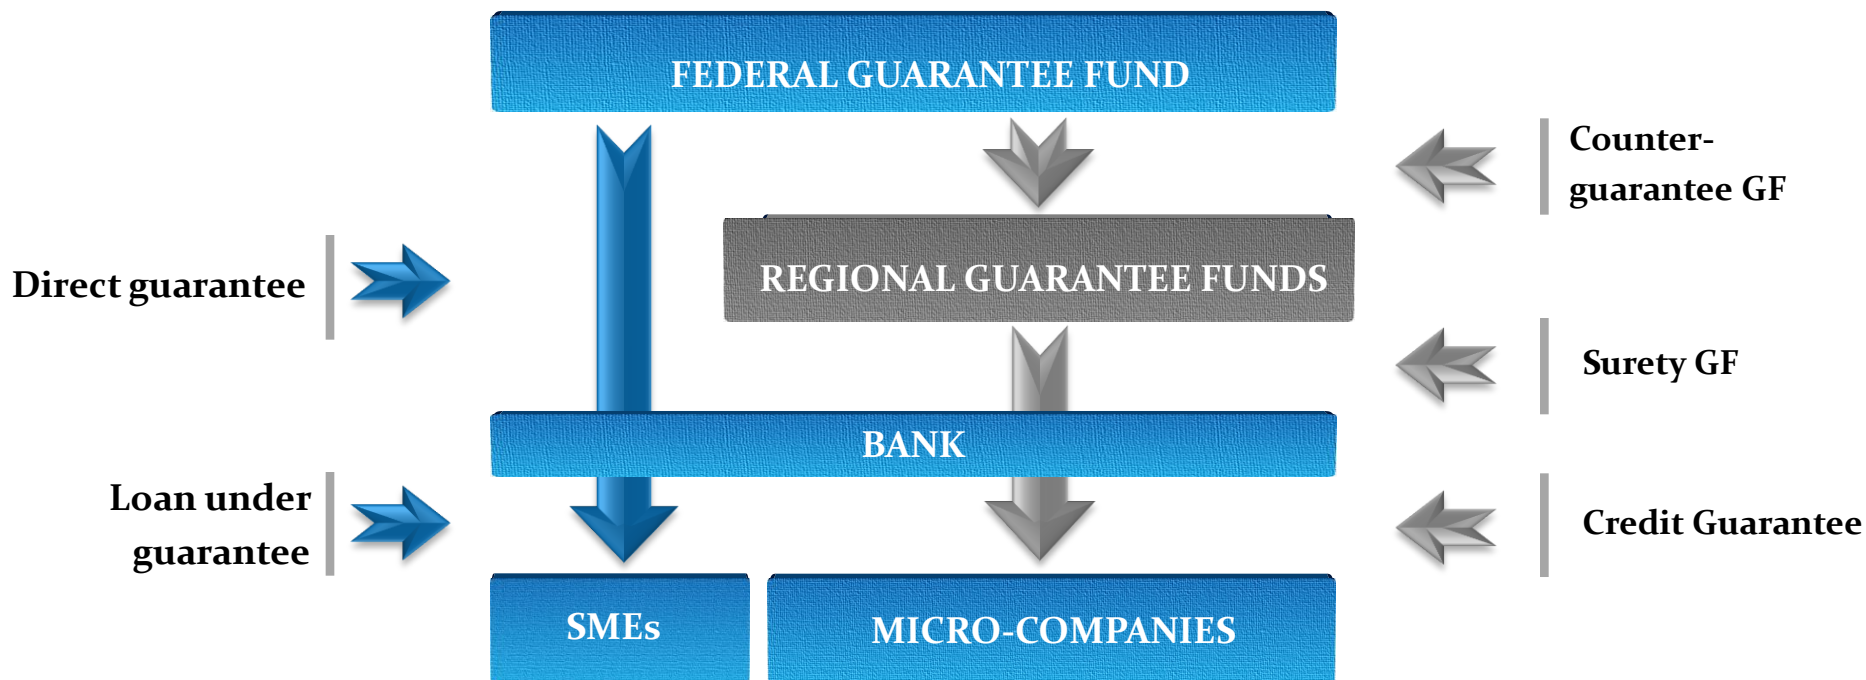 FEDERAL GUARANTEE FUND
Counter-
guarantee GF
Direct guarantee
REGIONAL GUARANTEE FUNDS
Surety GF
BANK
Loan under
guarantee
Credit Guarantee
SMEs
MICRO-COMPANIES